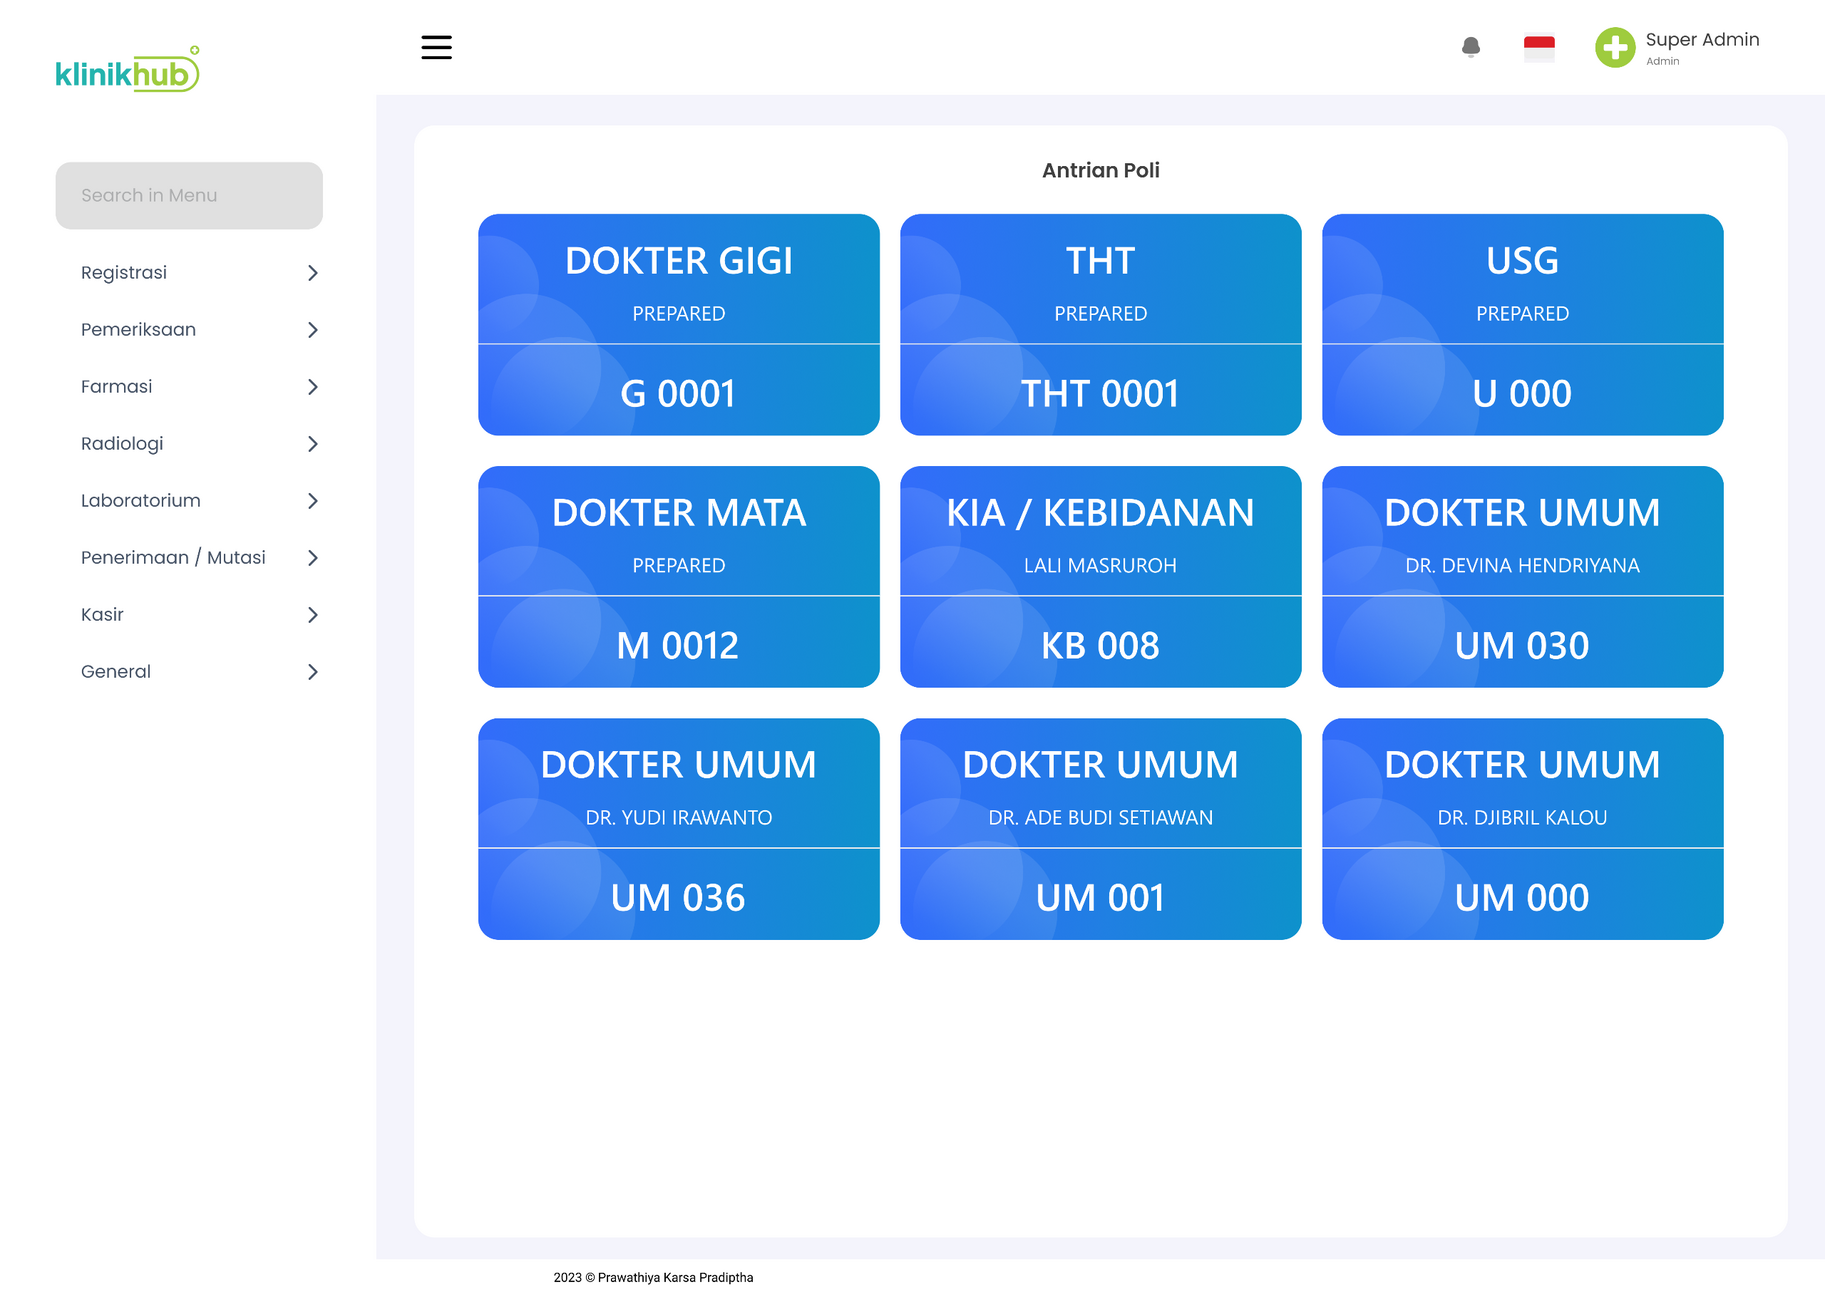 klinikhub
Super Admin
Admin
Search in Menu
Registrasi
Pemeriksaan
Farmasi
Radiologi
Laboratorium
Penerimaan / Mutasi
Kasir
General
Antrian Poli
DOKTER GIGI
PREPARED
G 0001
THT
PREPARED
THT 0001
USG
PREPARED
U 000
DOKTER MATA
PREPARED
M 0012
KIA / KEBIDANAN
LALI MASRUROH
KB 008
DOKTER UMUM
DR. DEVINA HENDRIYANA
UM 030
DOKTER UMUM
DR. YUDI IRAWANTO
UM 036
DOKTER UMUM
DR. ADE BUDI SETIAWAN
UM 001
DOKTER UMUM
DR. DJIBRIL KALOU
UM 000
2023 © Prawathiya Karsa Pradiptha